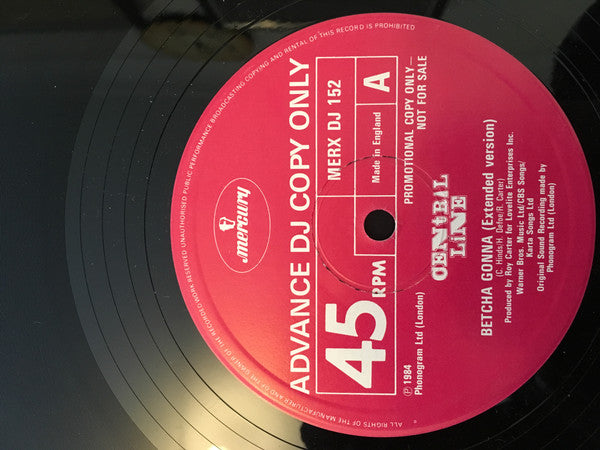 ALL RIGHTS OF THE MANUFACTURER AND OF THE OWNER OF THE RECORDED WORK RESERVED UNAUTHORISED PUBLIC PERFORMANCE BROADCASTING COPYING AND RENTAL OF THIS RECORD IS PROHIBITED
mercury
ADVANCE DJ COPY ONLY
45 RPM
MERX DJ 152
Made in England
A
PROMOTIONAL COPY ONLY—
NOT FOR SALE
℗ 1984
Phonogram Ltd (London)
CENTRAL
LINE
BETCHA GONNA (Extended version)
(C. Hinds/H. Defoe/R. Carter)
Produced by Roy Carter for Lovelite Enterprises Inc.
Warner Bros. Music Ltd/CBS Songs/
Karta Songs Ltd
Original Sound Recording made by
Phonogram Ltd (London)